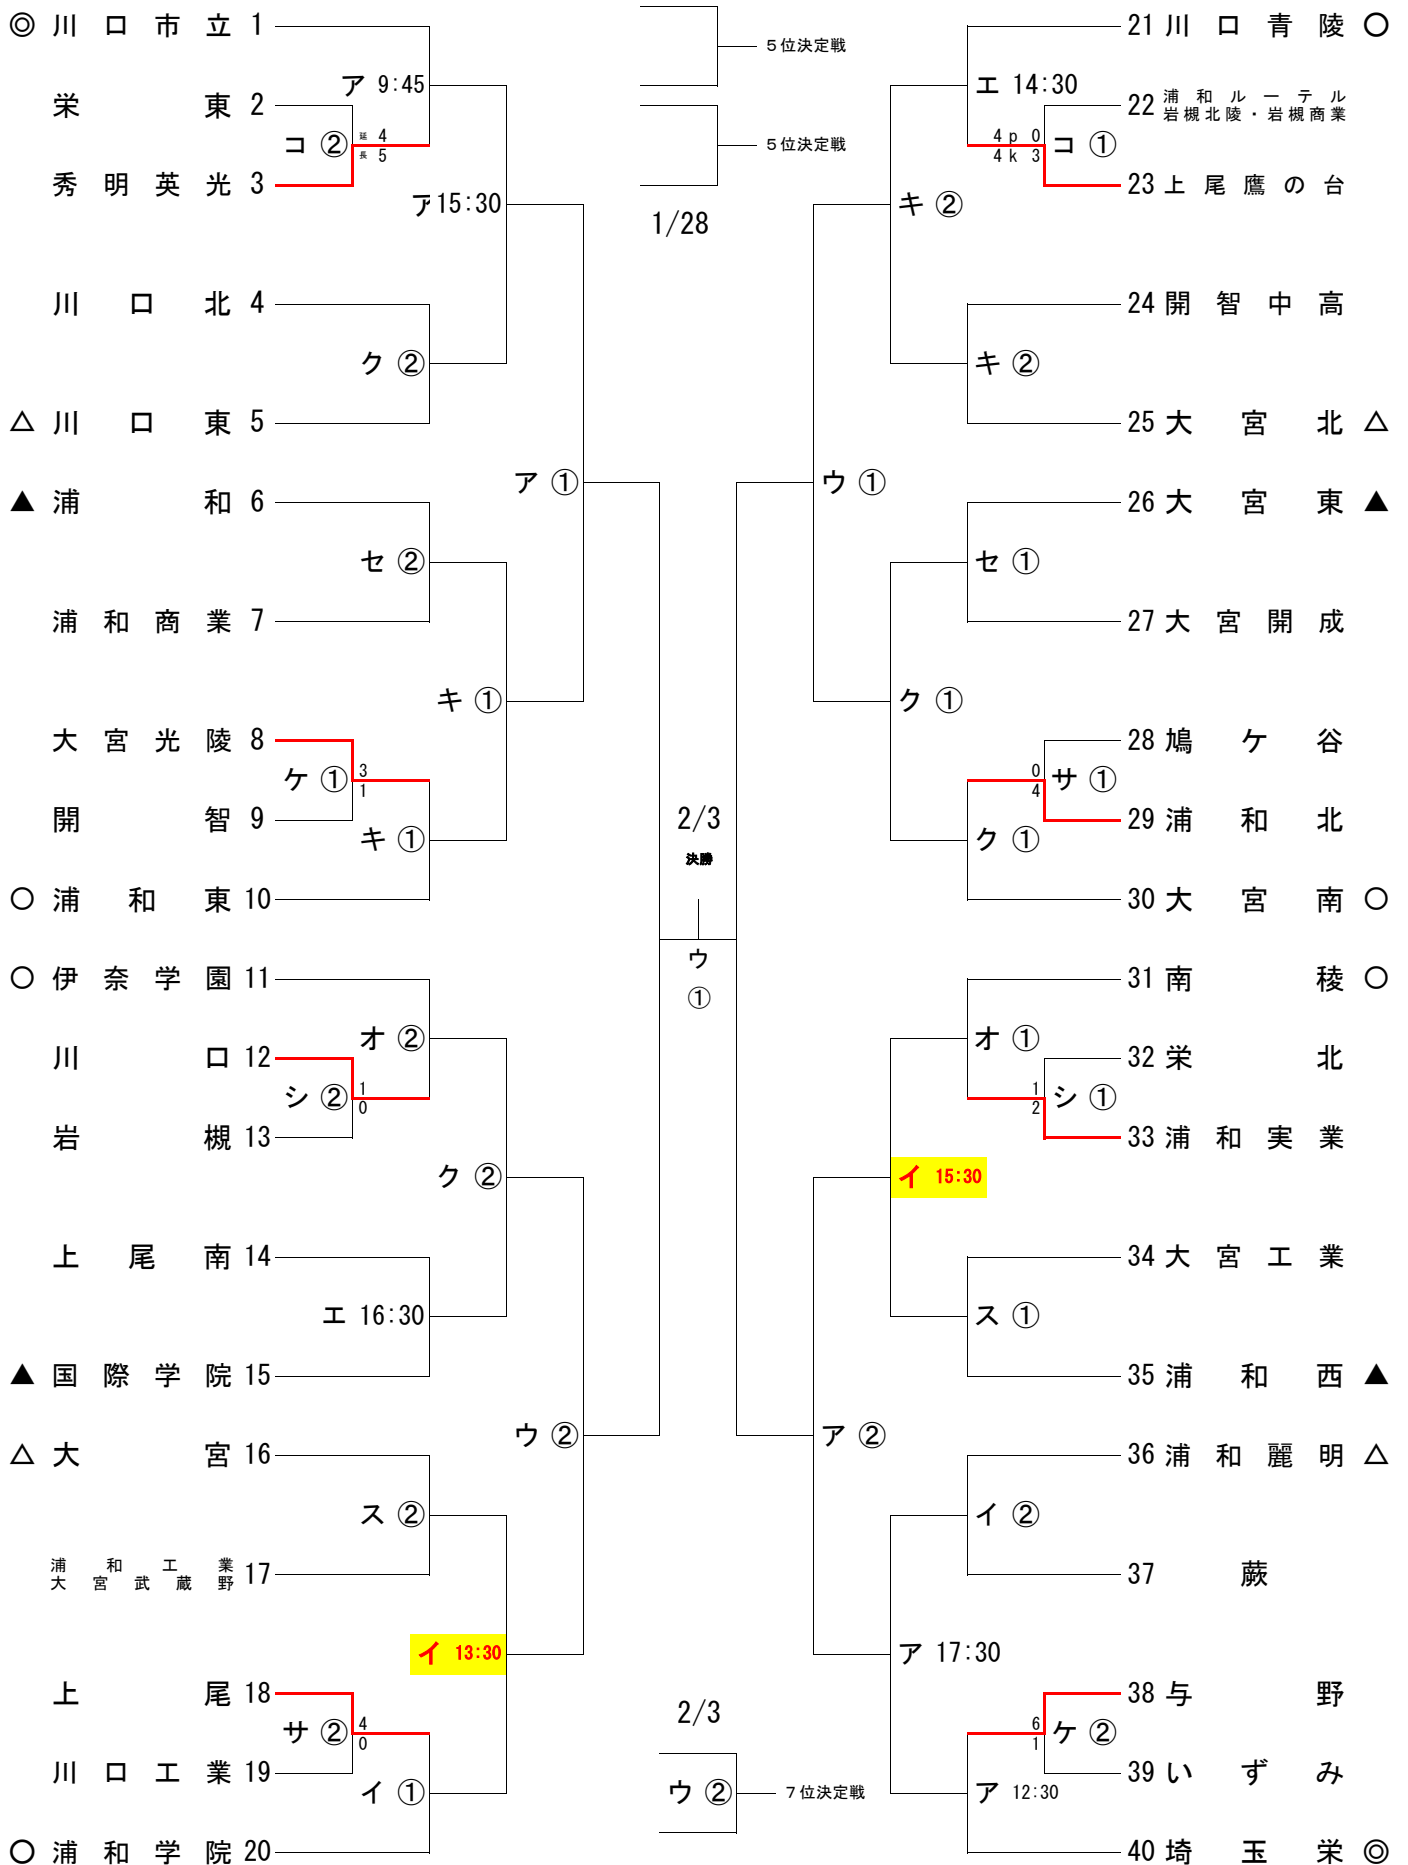 ◎ 川口市立 1
ア 9:45
栄東 2
コ ② 延長 4 5
秀明英光 3
ア15:30
川口北 4
ク ②
△ 川口東 5
ア ①
▲ 浦和 6
セ ②
浦和商業 7
キ ①
大宮光陵 8
ケ ① 3 1
開智 9
キ ①
○ 浦和東 10
○ 伊奈学園 11
オ ②
川口 12
シ ② 1 0
岩槻 13
ク ②
上尾南 14
エ 16:30
▲ 国際学院 15
ウ ②
△ 大宮 16
ス ②
浦和工業
大宮武蔵野 17
イ 13:30
上尾 18
サ ② 4 0
川口工業 19
イ ①
○ 浦和学院 20
5位決定戦
5位決定戦
1/28
2/3
決勝
ウ
①
2/3
ウ ② 7位決定戦
21 川口青陵 ○
エ 14:30
22 浦和ルーテル
岩槻北陵・岩槻商業
4 p 0
4 k 3
コ ①
23 上尾鷹の台
キ ②
24 開智中高
キ ②
25 大宮北 △
ウ ①
26 大宮東 ▲
セ ①
27 大宮開成
ク ①
28 鳩ケ谷
0 4 サ ①
29 浦和北
ク ①
30 大宮南 ○
31 南稜 ○
オ ①
32 栄北
1 2 シ ①
33 浦和実業
イ 15:30
34 大宮工業
ス ①
35 浦和西 ▲
ア ②
36 浦和麗明 △
イ ②
37 蕨
ア 17:30
38 与野
6 1 ケ ②
39 いずみ
ア 12:30
40 埼玉栄 ◎